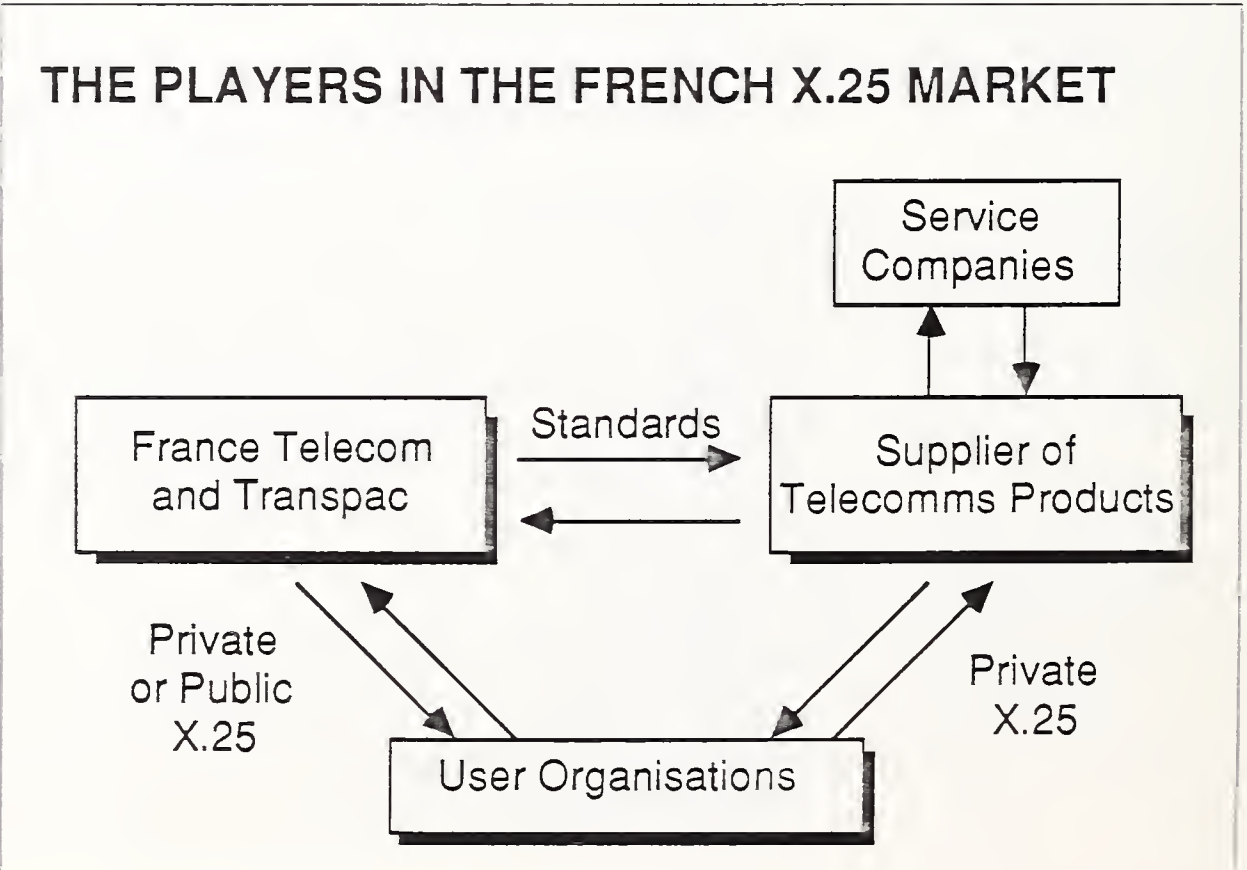 THE PLAYERS IN THE FRENCH X.25 MARKET
Service
Companies
France Telecom
and Transpac
Standards
Supplier of
Telecomms Products
Private
or Public
X.25
Private
X.25
User Organisations